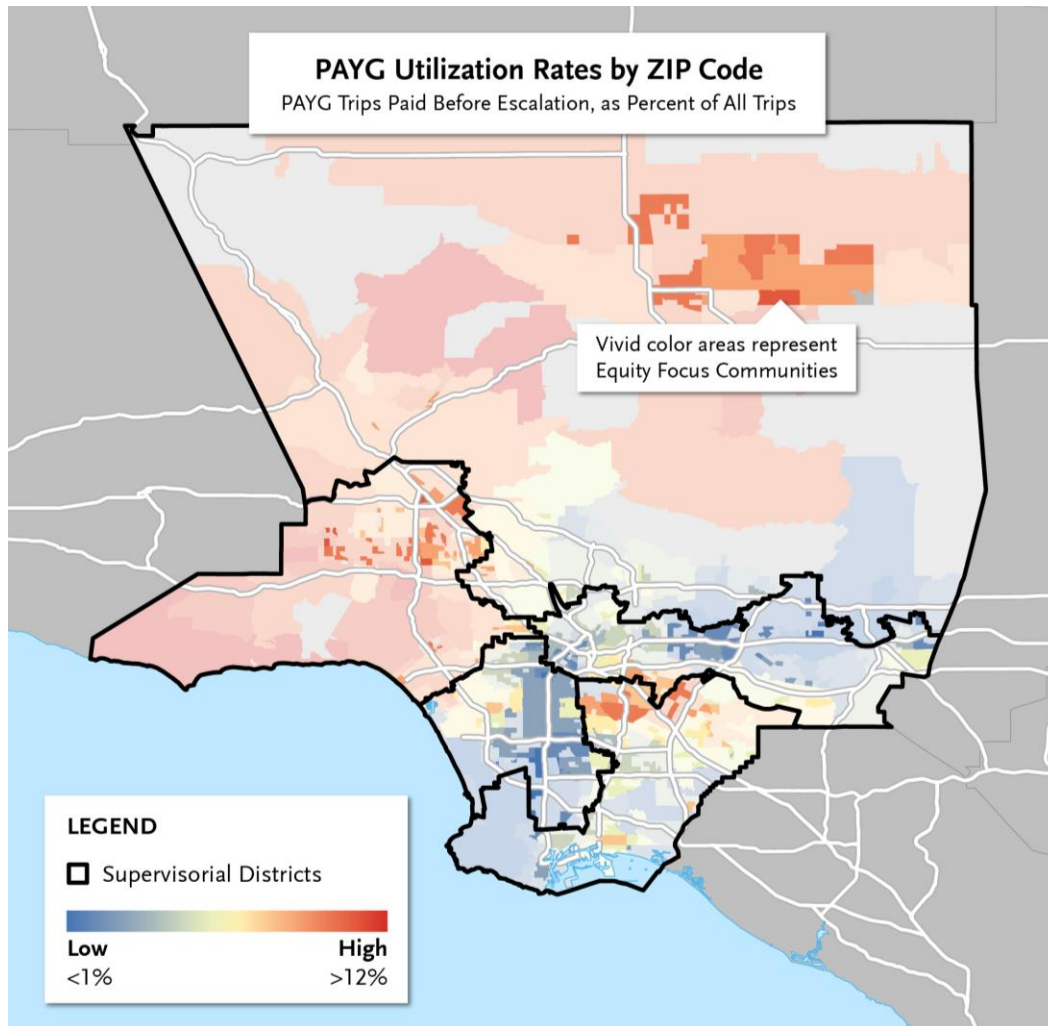 PAYG Utilization Rates by ZIP Code
PAYG Trips Paid Before Escalation, as Percent of All Trips
Vivid color areas represent
Equity Focus Communities
LEGEND
Supervisorial Districts
Low High
<1% >12%